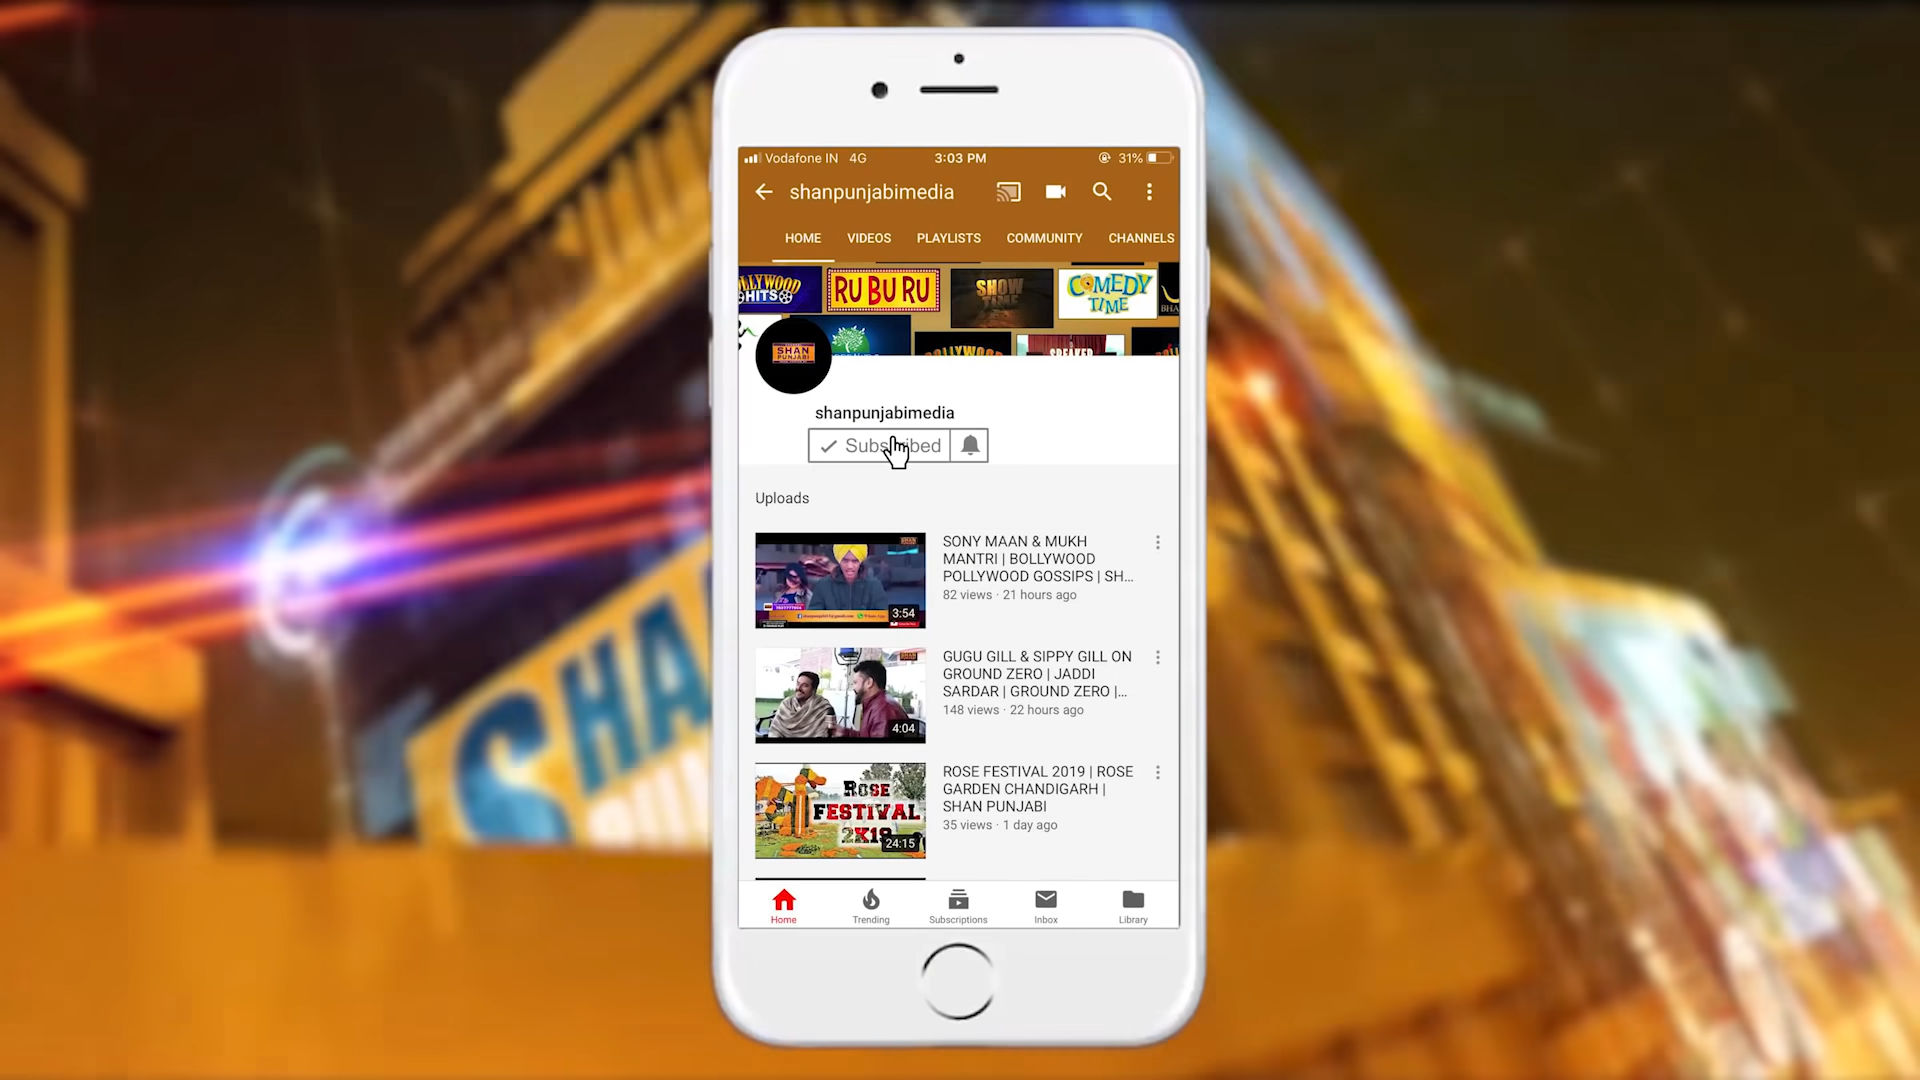 Vodafone IN 4G 3:03 PM 31%
shanpunjabimedia
HOME VIDEOS PLAYLISTS COMMUNITY CHANNELS
HITS RU BU RU SHOW TIME COMEDY TIME
SHAN PUNJABI
shanpunjabimedia
Subscribed
Uploads
SONY MAAN & MUKH
MANTRI | BOLLYWOOD
POLLYWOOD GOSSIPS | SH...
82 views · 21 hours ago
3:54
GUGU GILL & SIPPY GILL ON
GROUND ZERO | JADDI
SARDAR | GROUND ZERO |...
148 views · 22 hours ago
4:04
ROSE FESTIVAL 2019 | ROSE
GARDEN CHANDIGARH |
SHAN PUNJABI
35 views · 1 day ago
ROSE
FESTIVAL
2K19
24:15
Home Trending Subscriptions Inbox Library
SHA